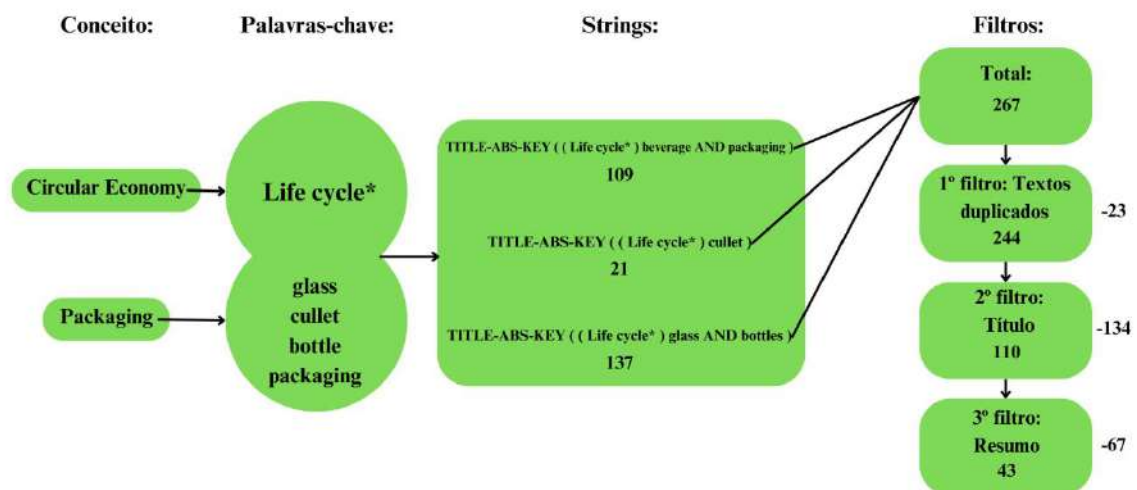 Conceito:
Palavras-chave:
Strings:
Filtros:
Circular Economy
Packaging
Life cycle*
glass
cullet
bottle
packaging
TITLE-ABS-KEY ( ( Life cycle* ) beverage AND packaging )
109
TITLE-ABS-KEY ( ( Life cycle* ) cullet )
21
TITLE-ABS-KEY ( ( Life cycle* ) glass AND bottles )
137
Total:
267
1º filtro: Textos
duplicados
244
-23
2º filtro:
Título
110
-134
3º filtro:
Resumo
43
-67